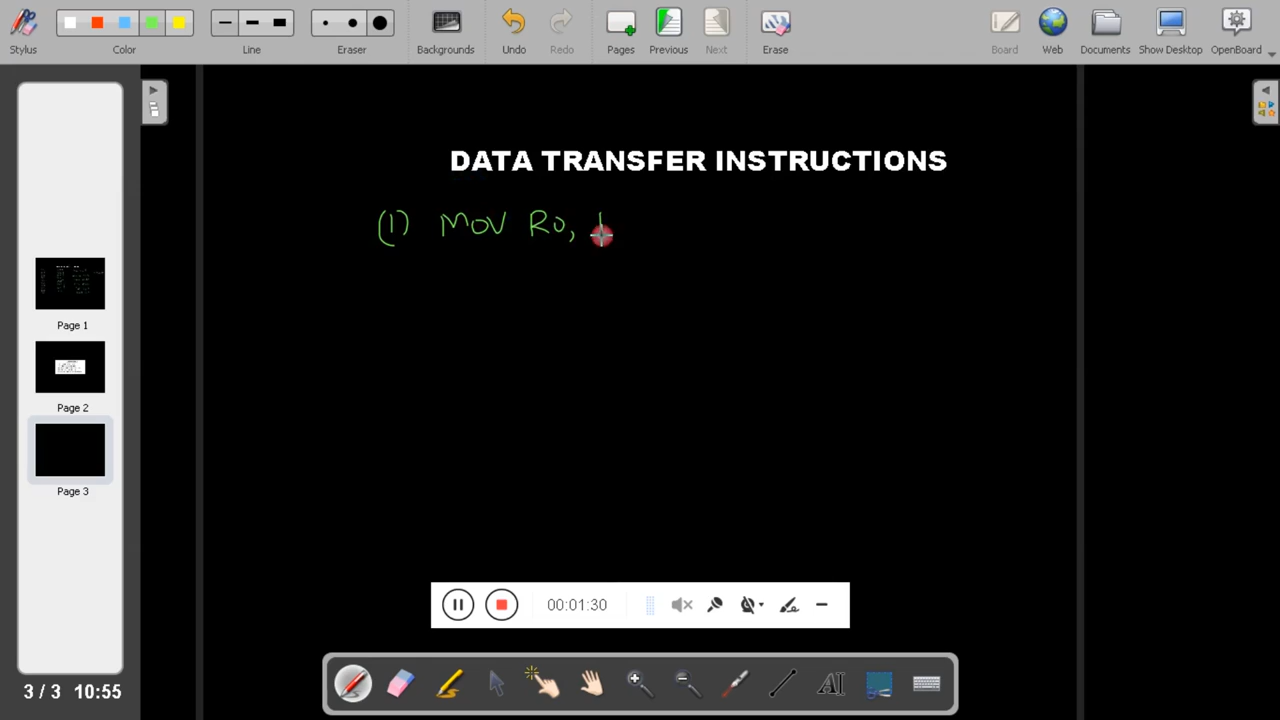 Stylus
Color
Line
Eraser
Backgrounds
Undo
Redo
Pages
Previous
Next
Erase
Board
Web
Documents
Show Desktop
OpenBoard
DATA TRANSFER INSTRUCTIONS
(1) MOV R0,
Page 1
Page 2
Page 3
00:01:30
AI
3 / 3 10:55